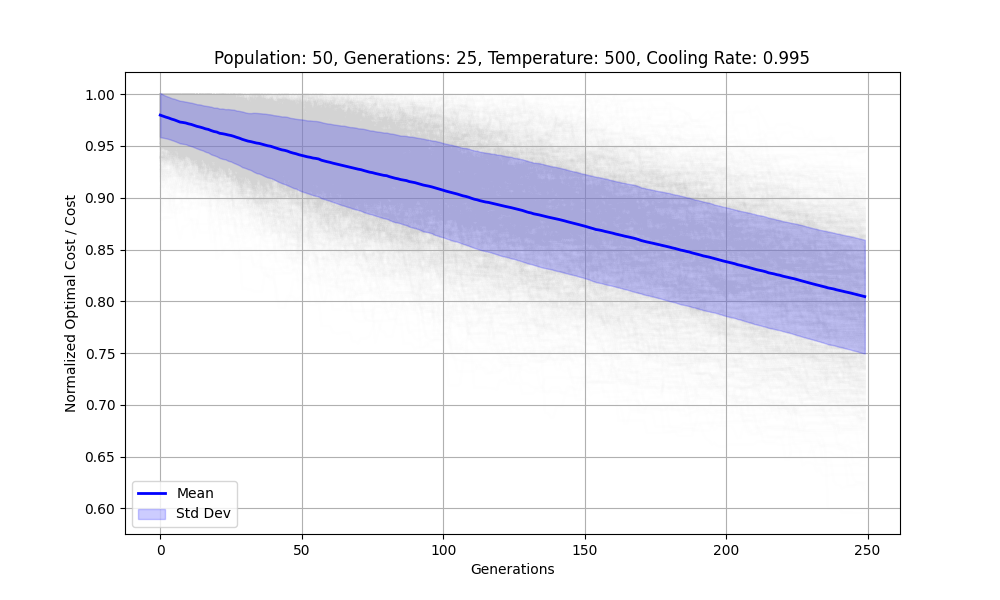 Population: 50, Generations: 25, Temperature: 500, Cooling Rate: 0.995
Normalized Optimal Cost / Cost
1.00
0.95
0.90
0.85
0.80
0.75
0.70
0.65
0.60
Mean
Std Dev
0 50 100 150 200 250
Generations